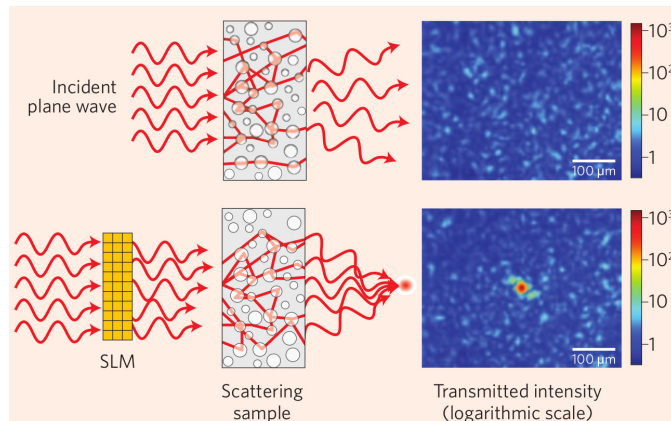 Incident
plane wave
10³
10²
10
1
100 µm
SLM
Scattering
sample
10³
10²
10
1
100 µm
Transmitted intensity
(logarithmic scale)